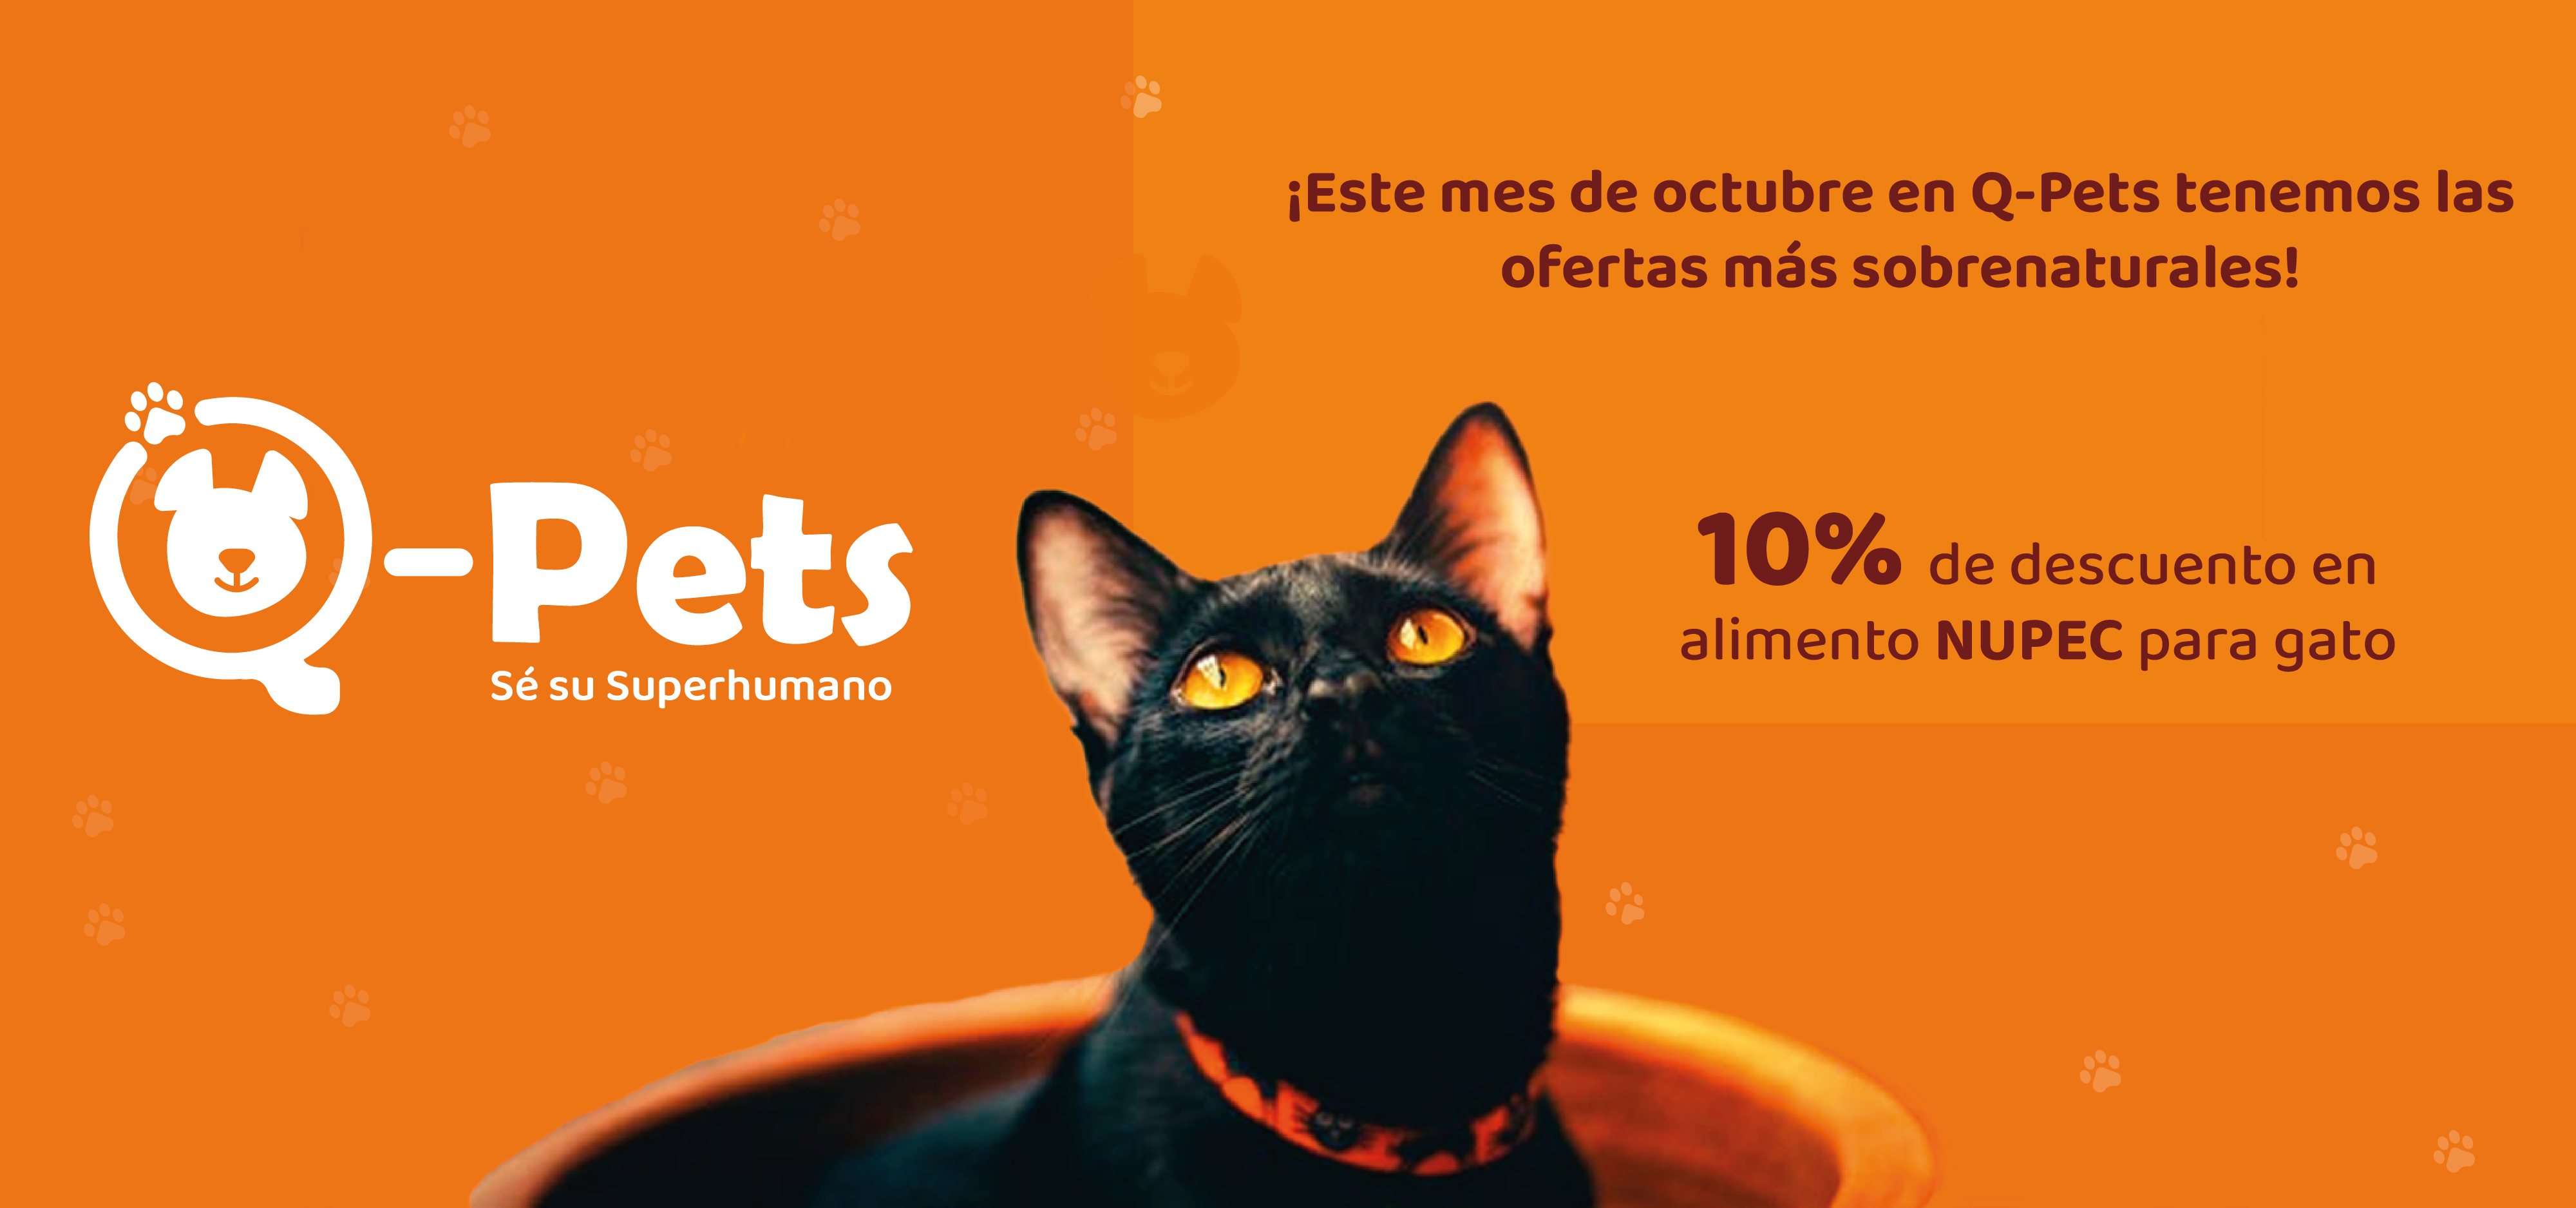 ¡Este mes de octubre en Q-Pets tenemos las
ofertas más sobrenaturales!
Q-Pets
Sé su Superhumano
10% de descuento en
alimento NUPEC para gato